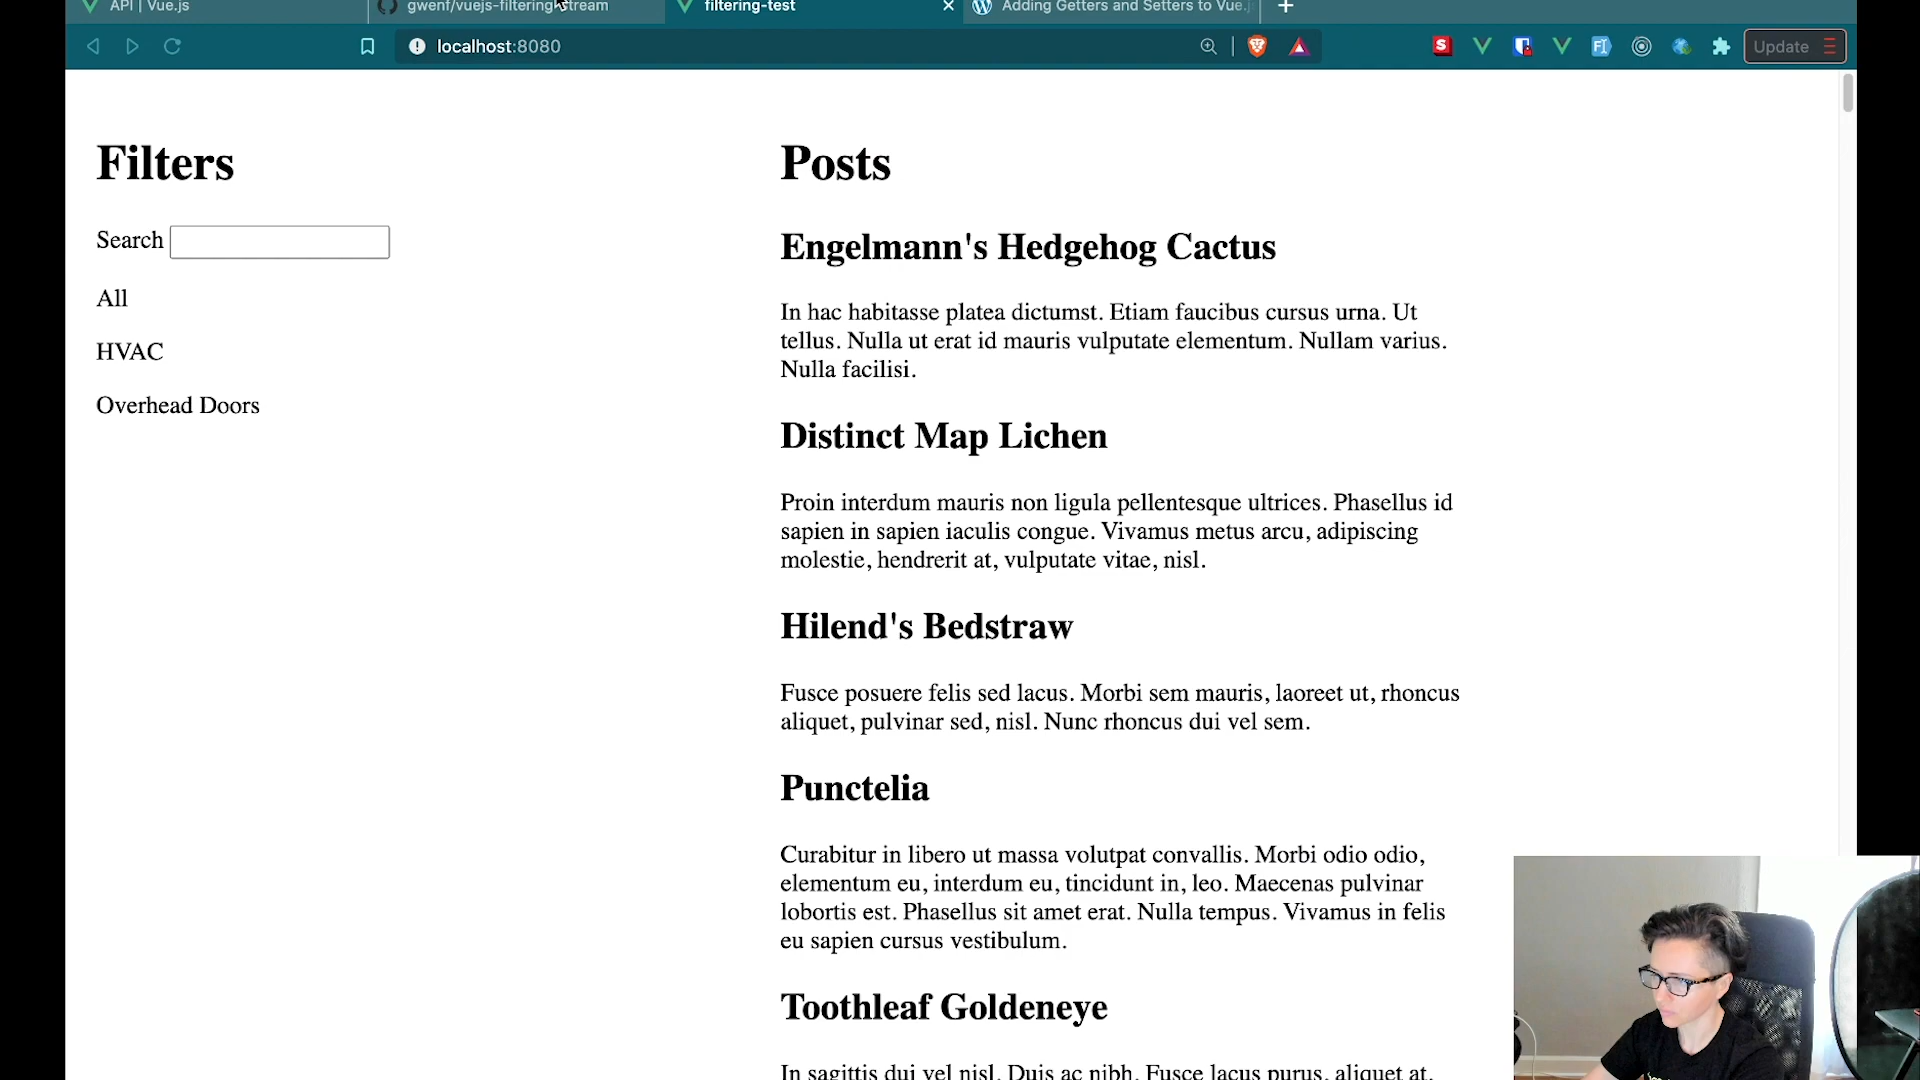 API | Vue.js
gwenf/vuejs-filtering-stream
filtering-test
Adding Getters and Setters to Vue.js
localhost:8080
Update
Filters
Search
All
HVAC
Overhead Doors
Posts
Engelmann's Hedgehog Cactus
In hac habitasse platea dictumst. Etiam faucibus cursus urna. Ut
tellus. Nulla ut erat id mauris vulputate elementum. Nullam varius.
Nulla facilisi.
Distinct Map Lichen
Proin interdum mauris non ligula pellentesque ultrices. Phasellus id
sapien in sapien iaculis congue. Vivamus metus arcu, adipiscing
molestie, hendrerit at, vulputate vitae, nisl.
Hilend's Bedstraw
Fusce posuere felis sed lacus. Morbi sem mauris, laoreet ut, rhoncus
aliquet, pulvinar sed, nisl. Nunc rhoncus dui vel sem.
Punctelia
Curabitur in libero ut massa volutpat convallis. Morbi odio odio,
elementum eu, interdum eu, tincidunt in, leo. Maecenas pulvinar
lobortis est. Phasellus sit amet erat. Nulla tempus. Vivamus in felis
eu sapien cursus vestibulum.
Toothleaf Goldeneye
In sagittis dui vel nisl. Duis ac nibh. Fusce lacus purus, aliquet at,